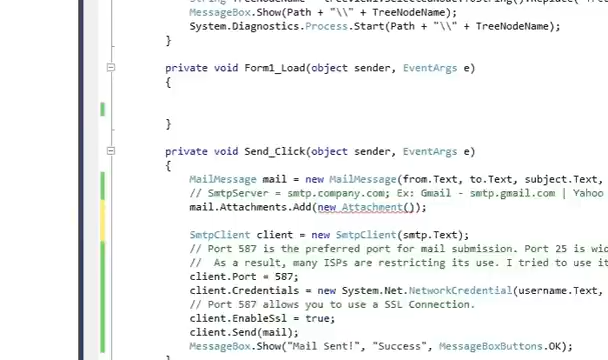 MessageBox.Show(Path + "\\" + TreeNodeName);
System.Diagnostics.Process.Start(Path + "\\" + TreeNodeName);
}
private void Form1_Load(object sender, EventArgs e)
{
}
private void Send_Click(object sender, EventArgs e)
{
MailMessage mail = new MailMessage(from.Text, to.Text, subject.Text,
// SmtpServer = smtp.company.com; Ex: Gmail - smtp.gmail.com | Yahoo
mail.Attachments.Add(new Attachment());
SmtpClient client = new SmtpClient(smtp.Text);
// Port 587 is the preferred port for mail submission. Port 25 is wid
// As a result, many ISPs are restricting its use. I tried to use it
client.Port = 587;
client.Credentials = new System.Net.NetworkCredential(username.Text,
// Port 587 allows you to use a SSL Connection.
client.EnableSsl = true;
client.Send(mail);
MessageBox.Show("Mail Sent!", "Success", MessageBoxButtons.OK);
}